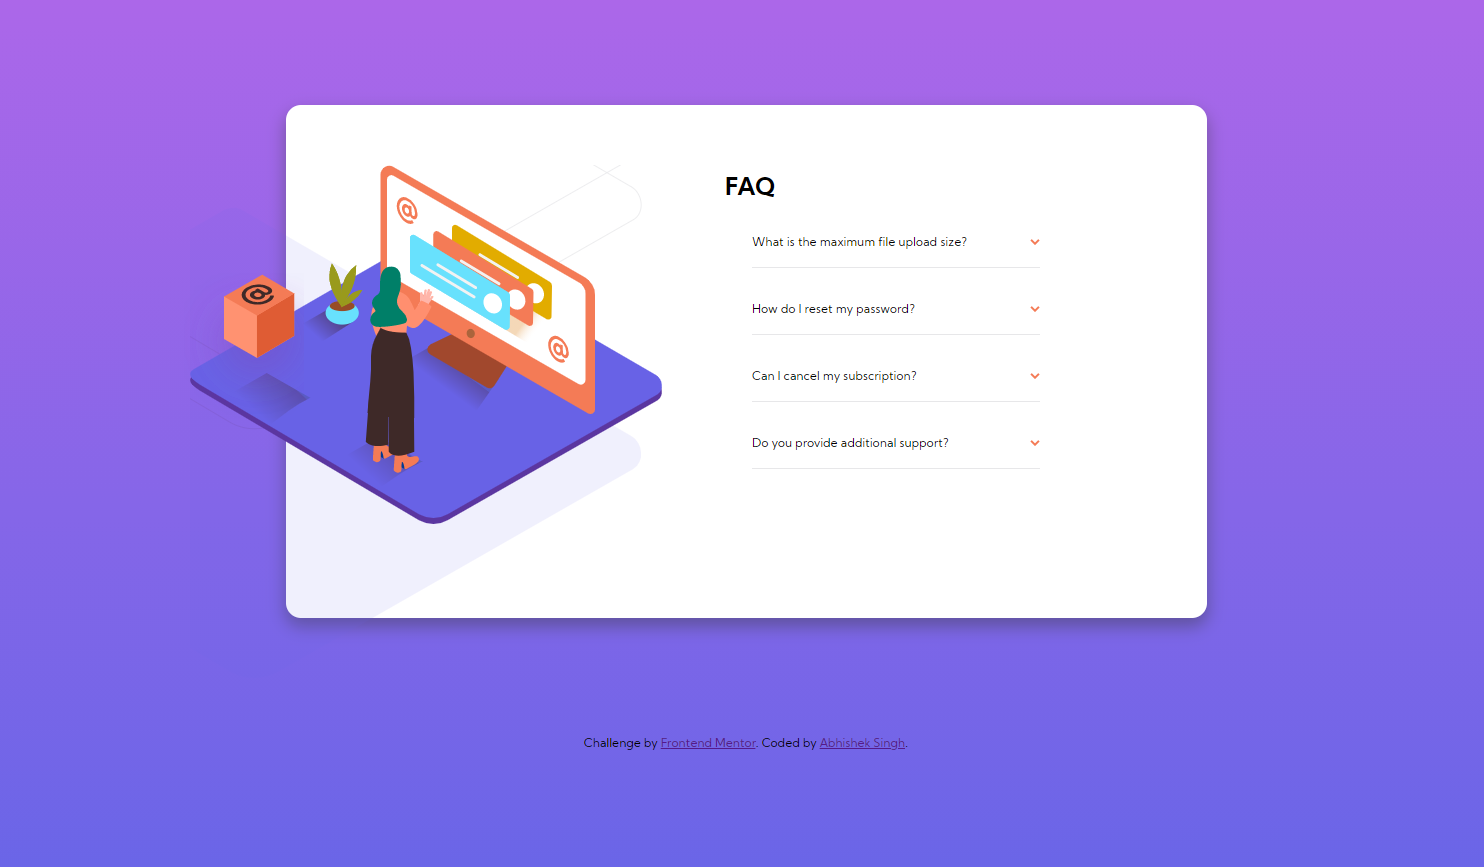 FAQ
What is the maximum file upload size?
How do I reset my password?
Can I cancel my subscription?
Do you provide additional support?
@
@
@
Challenge by Frontend Mentor. Coded by Abhishek Singh.